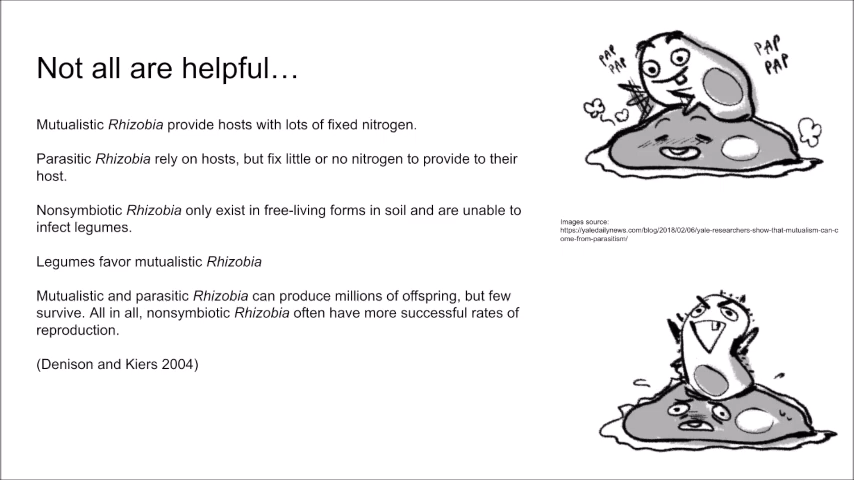 Not all are helpful…
Mutualistic Rhizobia provide hosts with lots of fixed nitrogen.
Parasitic Rhizobia rely on hosts, but fix little or no nitrogen to provide to their
host.
Nonsymbiotic Rhizobia only exist in free-living forms in soil and are unable to
infect legumes.
Legumes favor mutualistic Rhizobia
Mutualistic and parasitic Rhizobia can produce millions of offspring, but few
survive. All in all, nonsymbiotic Rhizobia often have more successful rates of
reproduction.
(Denison and Kiers 2004)
PAP
PAP
PAP
PAP
Images source:
https://yaledailynews.com/blog/2018/02/06/yale-researchers-show-that-mutualism-can-c
ome-from-parasitism/